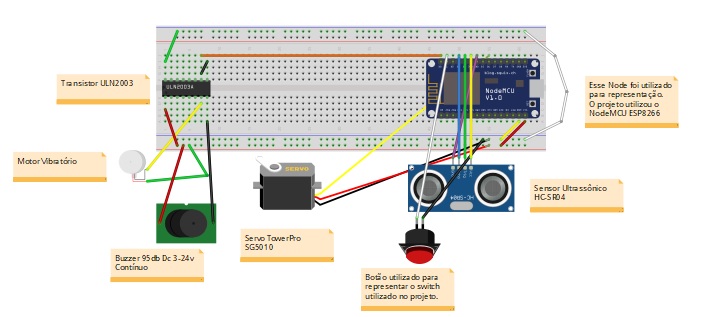 Transistor ULN2003
ULN2003A
blog.squix.ch
NodeMCU
V1.0
Esse Node foi utilizado
para representação.
O projeto utilizou o
NodeMCU ESP8266
Motor Vibratório
SERVO
HC-SR04
Sensor Ultrassônico
HC-SR04
Servo TowerPro
SG5010
Buzzer 95db Dc 3-24v
Contínuo
Botão utilizado para
representar o switch
utilizado no projeto.